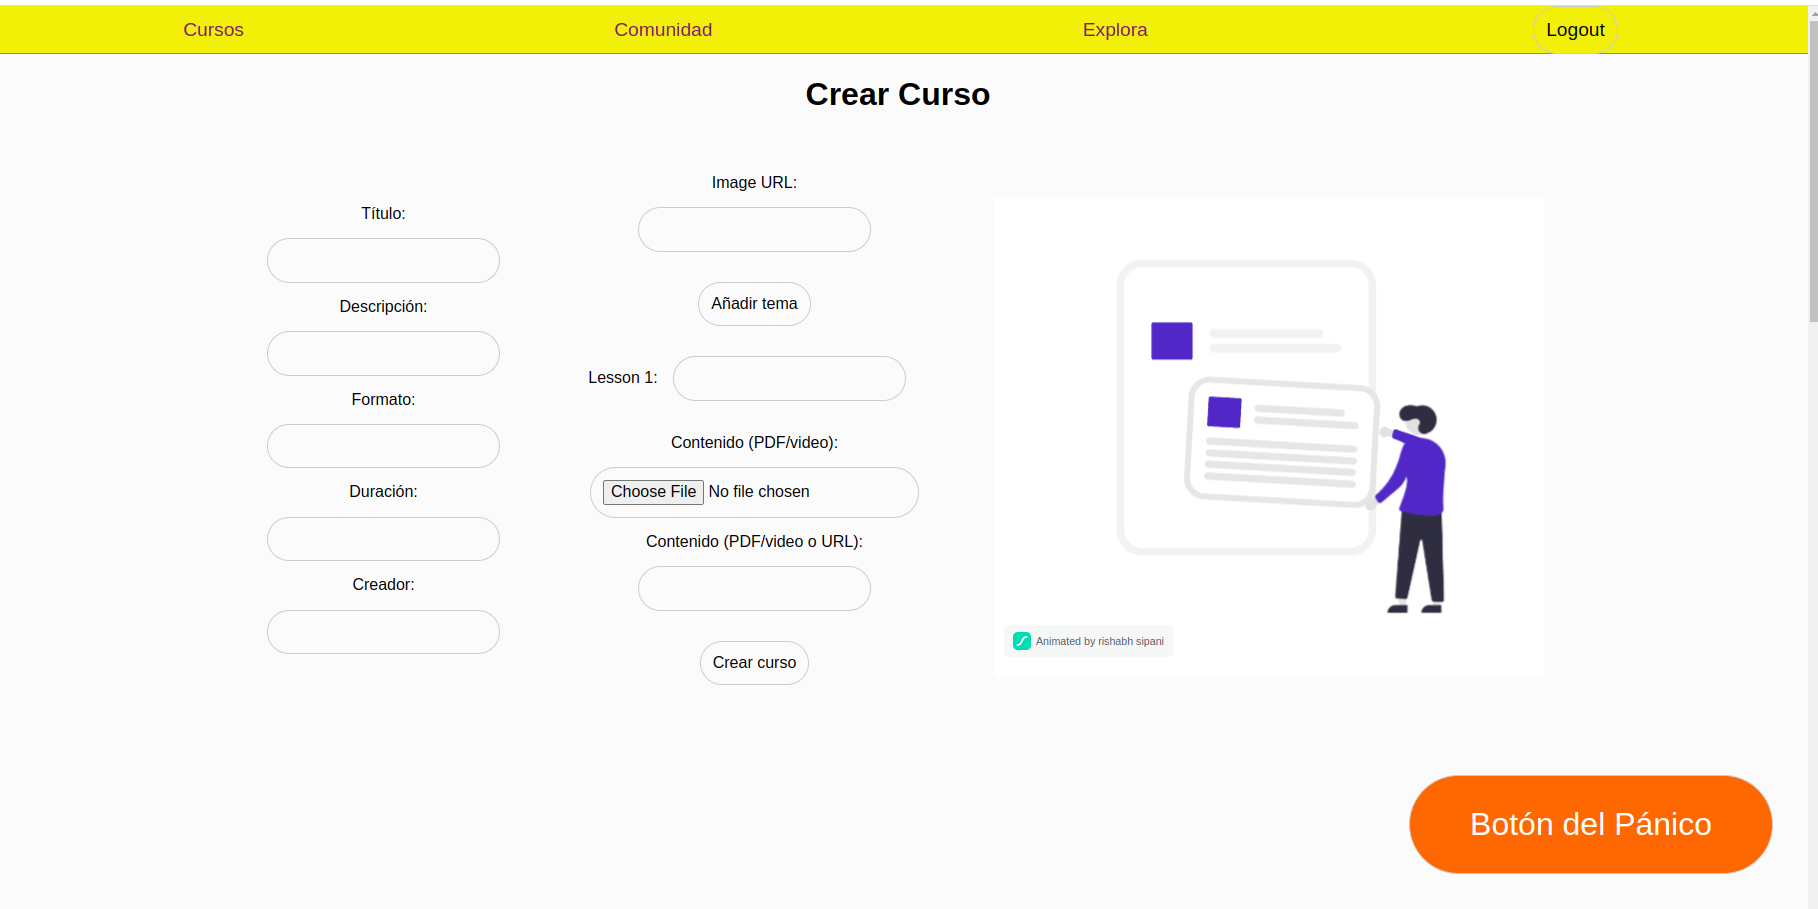 Cursos
Comunidad
Explora
Logout
Crear Curso
Título:
Descripción:
Formato:
Duración:
Creador:
Image URL:
Añadir tema
Lesson 1:
Contenido (PDF/video):
Choose File No file chosen
Contenido (PDF/video o URL):
Crear curso
Animated by rishabh sipani
Botón del Pánico